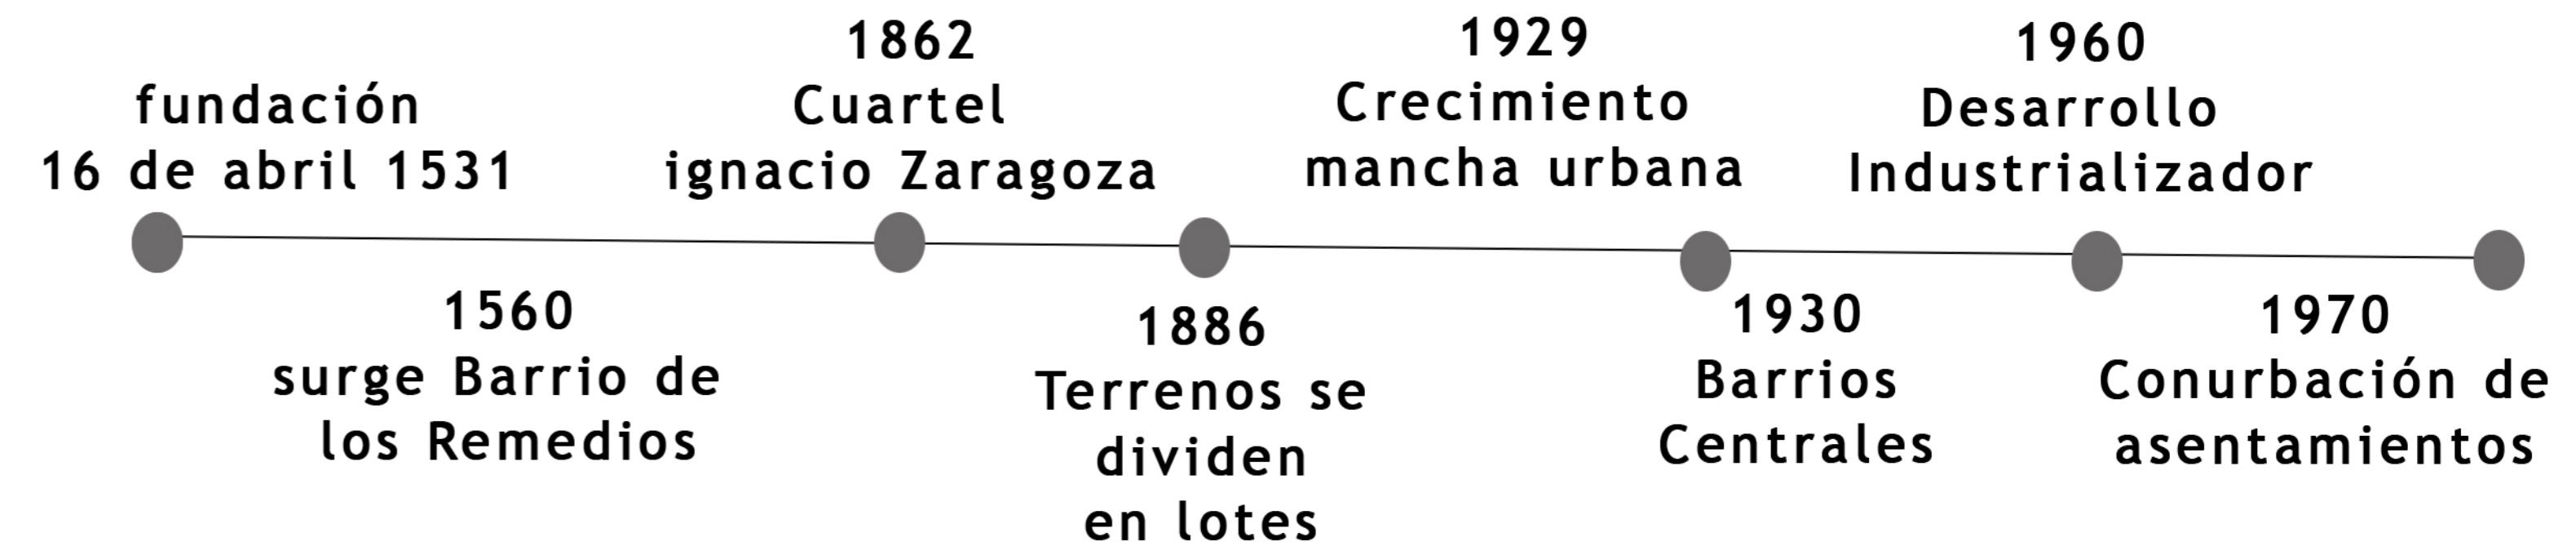 fundación
16 de abril 1531
1560
surge Barrio de
los Remedios
1862
Cuartel
ignacio Zaragoza
1886
Terrenos se
dividen
en lotes
1929
Crecimiento
mancha urbana
1930
Barrios
Centrales
1960
Desarrollo
Industrializador
1970
Conurbación de
asentamientos